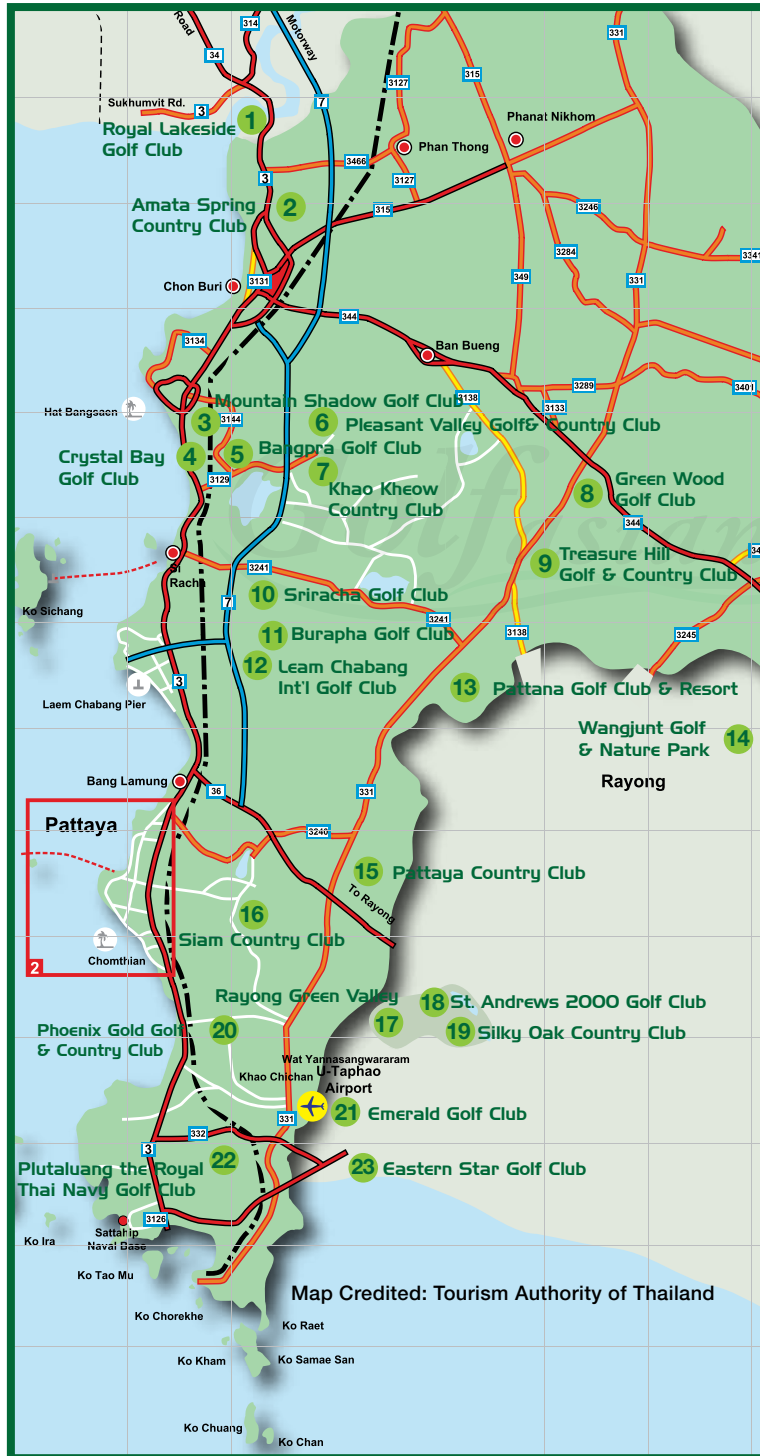 Road
314
Motorway
34
331
315
3127
7
Sukhumvit Rd.
3
Phanat Nikhom
1
Royal Lakeside
Golf Club
Phan Thong
3466
3
3127
Amata Spring
Country Club
2
315
3246
3284
3241
349
331
3131
Chon Buri
344
3134
Ban Bueng
3289
3401
Mountain Shadow Golf Club
3138
3133
Hat Bangsaen
3
3144
6
Pleasant Valley Golf& Country Club
Crystal Bay
Golf Club
4
5
Bangpra Golf Club
7
3129
Khao Kheow
Country Club
8
Green Wood
Golf Club
344
Si
Racha
3241
9
Treasure Hill
Golf & Country Club
34
10
Sriracha Golf Club
Ko Sichang
7
3241
11
Burapha Golf Club
3138
3245
12
Leam Chabang
Int'l Golf Club
3
13
Pattana Golf Club & Resort
Laem Chabang Pier
Wangjunt Golf
& Nature Park
14
Bang Lamung
Rayong
36
331
Pattaya
3240
15
Pattaya Country Club
To Rayong
16
Siam Country Club
Chomthian
2
Rayong Green Valley
18
St. Andrews 2000 Golf Club
17
19
Silky Oak Country Club
Phoenix Gold Golf
& Country Club
20
Wat Yannasangwararam
Khao Chichan
U-Taphao
Airport
331
21
Emerald Golf Club
332
3
22
Plutaluang the Royal
Thai Navy Golf Club
23
Eastern Star Golf Club
3126
Sattahip
Naval Base
Ko Ira
Ko Tao Mu
Map Credited: Tourism Authority of Thailand
Ko Chorekhe
Ko Raet
Ko Kham
Ko Samae San
Ko Chuang
Ko Chan